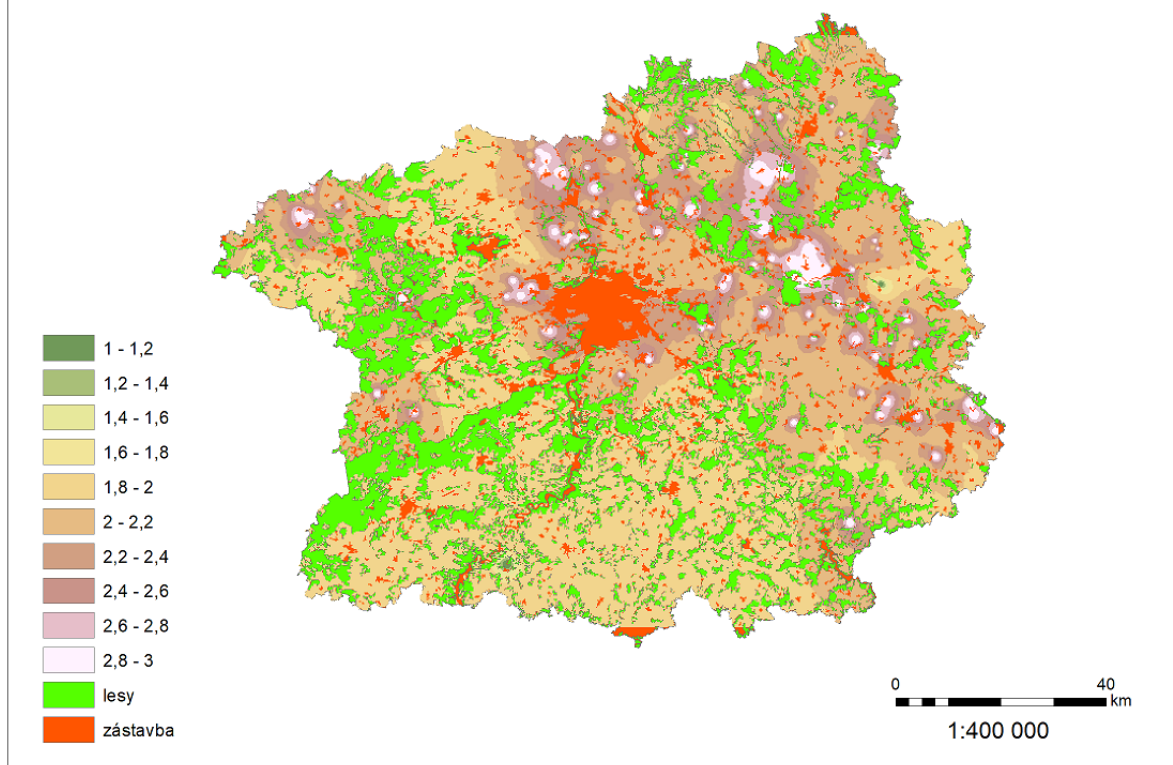 1 - 1,2
1,2 - 1,4
1,4 - 1,6
1,6 - 1,8
1,8 - 2
2 - 2,2
2,2 - 2,4
2,4 - 2,6
2,6 - 2,8
2,8 - 3
lesy
zástavba
0 40
km
1:400 000